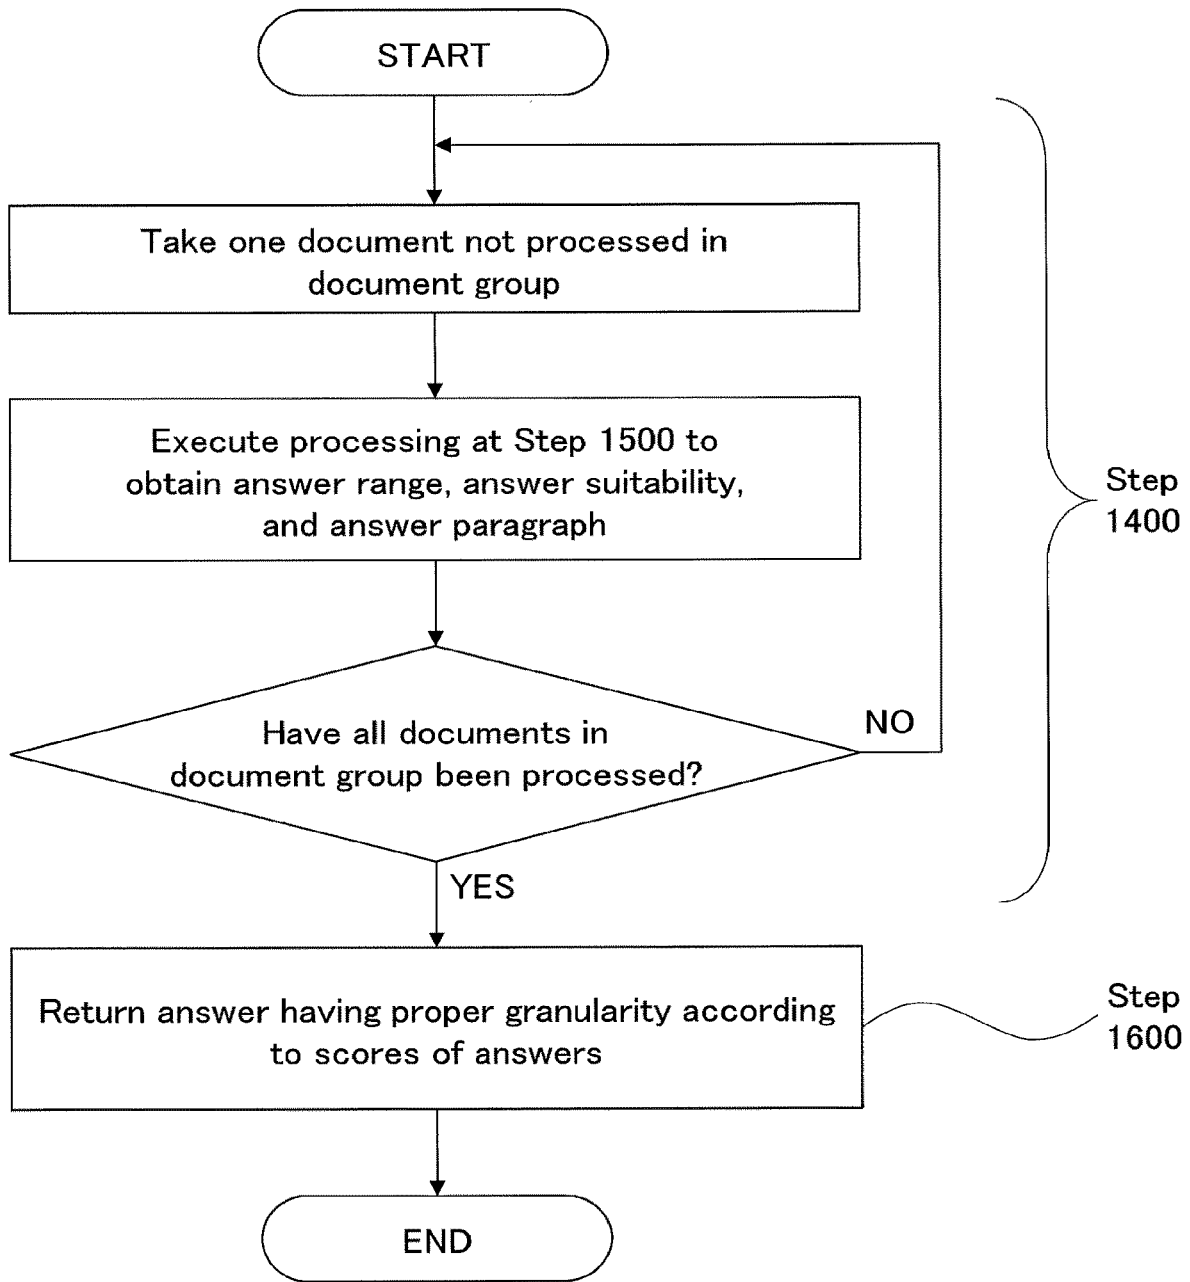 START
Take one document not processed in
document group
Execute processing at Step 1500 to
obtain answer range, answer suitability,
and answer paragraph
Step
1400
Have all documents in
document group been processed?
NO
YES
Return answer having proper granularity according
to scores of answers
Step
1600
END